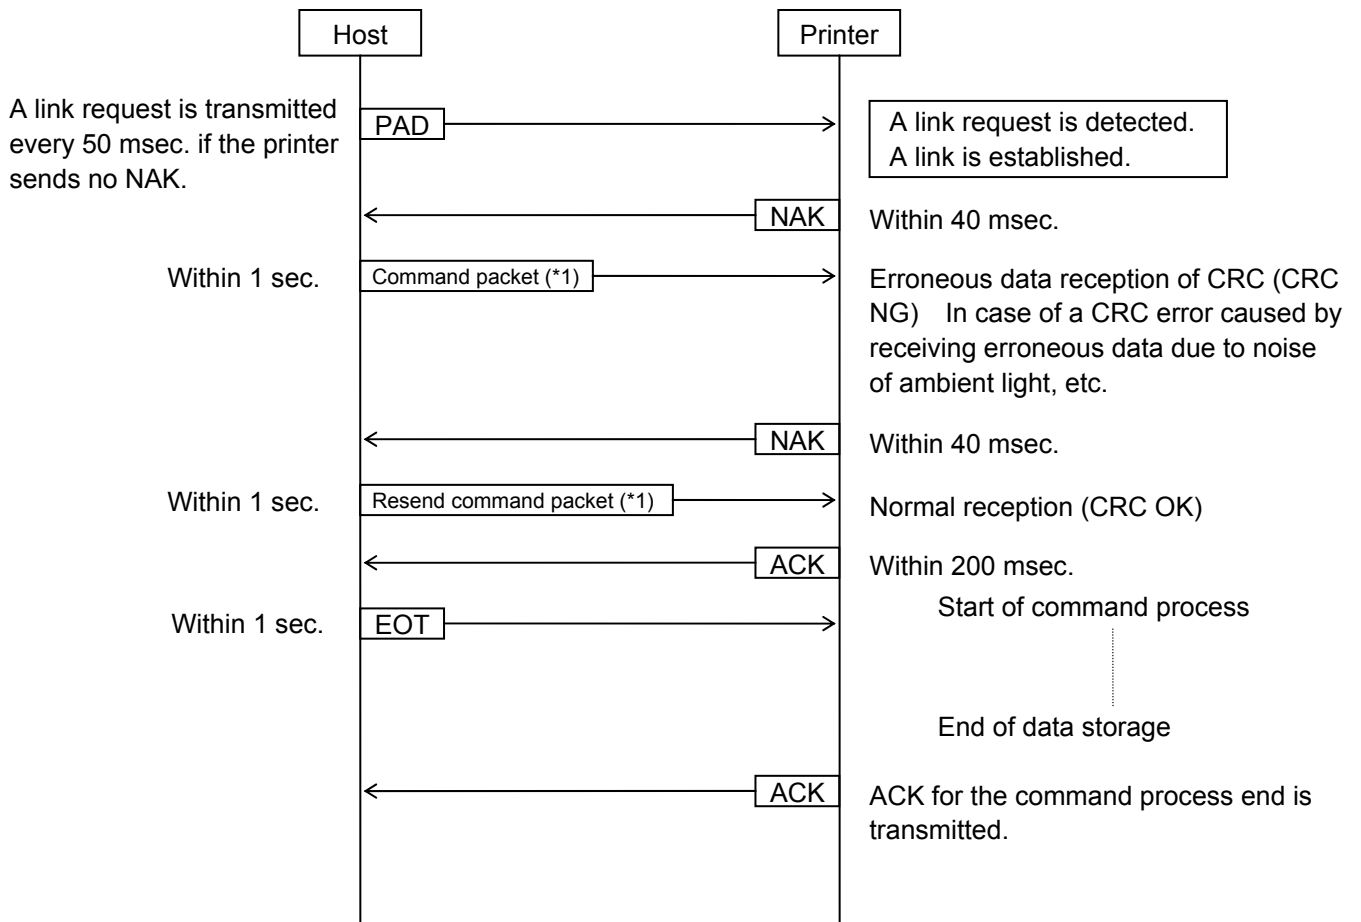 Host
Printer
A link request is transmitted
every 50 msec. if the printer
sends no NAK.
PAD
A link request is detected.
A link is established.
NAK
Within 40 msec.
Within 1 sec.
Command packet (*1)
Erroneous data reception of CRC (CRC
NG) In case of a CRC error caused by
receiving erroneous data due to noise
of ambient light, etc.
NAK
Within 40 msec.
Within 1 sec.
Resend command packet (*1)
Normal reception (CRC OK)
ACK
Within 200 msec.
Start of command process
Within 1 sec.
EOT
End of data storage
ACK
ACK for the command process end is
transmitted.